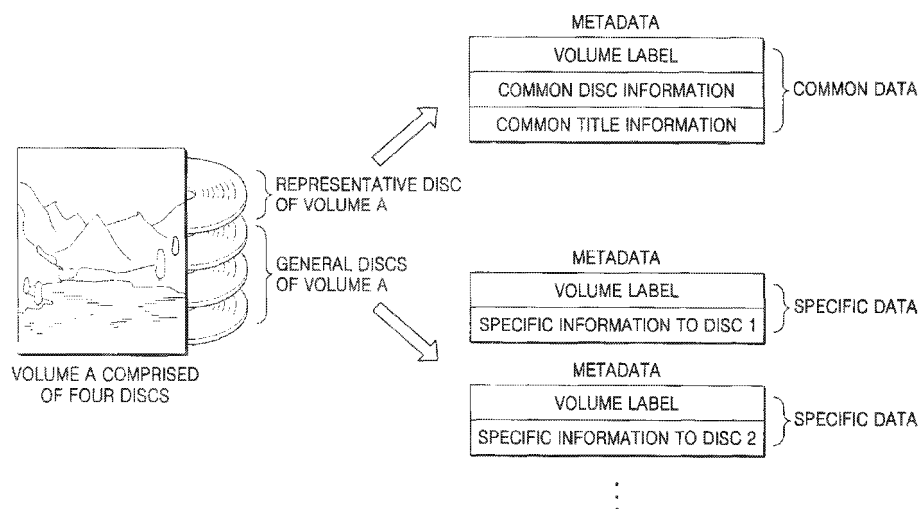 METADATA
VOLUME LABEL
COMMON DISC INFORMATION
COMMON TITLE INFORMATION
COMMON DATA
REPRESENTATIVE DISC
OF VOLUME A
GENERAL DISCS
OF VOLUME A
VOLUME A COMPRISED
OF FOUR DISCS
METADATA
VOLUME LABEL
SPECIFIC INFORMATION TO DISC 1
SPECIFIC DATA
METADATA
VOLUME LABEL
SPECIFIC INFORMATION TO DISC 2
SPECIFIC DATA